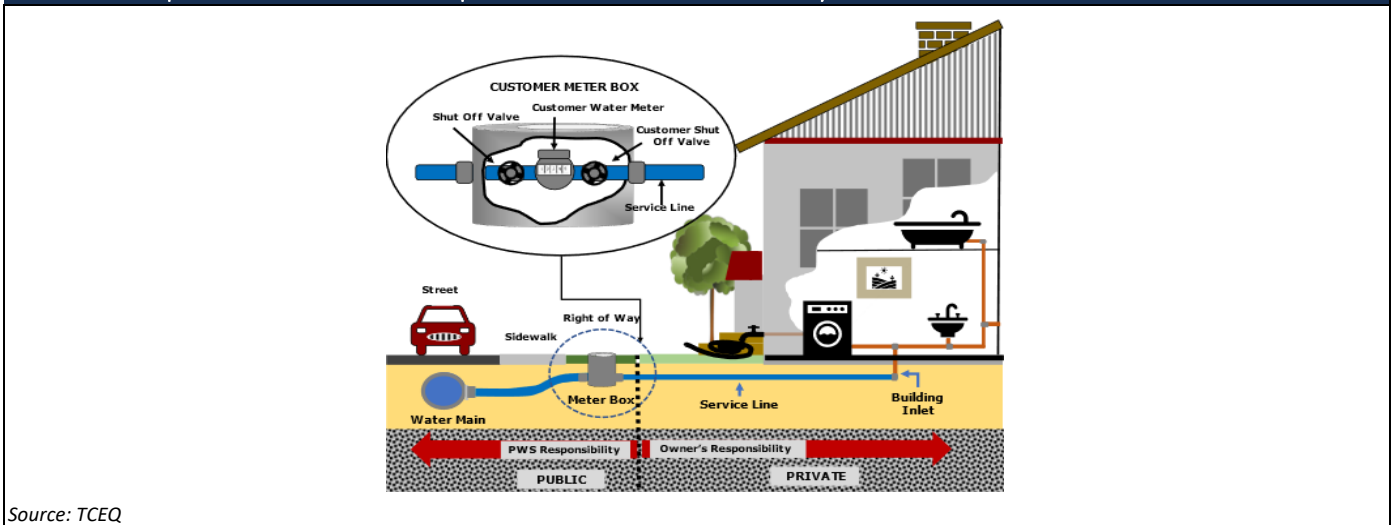 CUSTOMER METER BOX
Customer Water Meter
Shut Off Valve
Customer Shut
Off Valve
Service Line
Street
Right of Way
Sidewalk
Meter Box
Service Line
Building
Inlet
Water Main
PWS Responsibility
Owner's Responsibility
PUBLIC
PRIVATE
Source: TCEQ